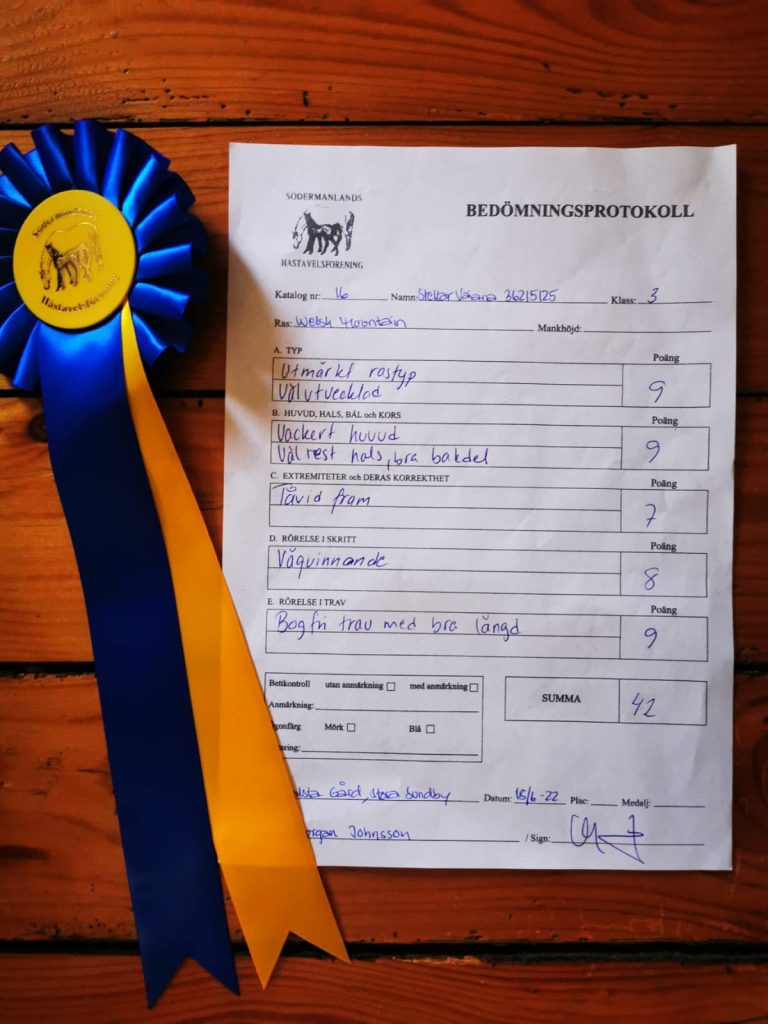 Södermanlands
Hästavelsförening
SÖDERMANLANDS
HÄSTAVELSFÖRENING
BEDÖMNINGSPROTOKOLL
Katalog nr: 16 Namn: Stellar Vaiana 36215125 Klass: 3
Ras: Welsh Mountain Mankhöjd:
A. TYP Poäng
Utmärkt rastyp
Välutvecklad 9
B. HUVUD, HALS, BÅL och KORS Poäng
Vackert huvud
Välrest hals, bra bakdel 9
C. EXTREMITETER och DERAS KORREKTHET Poäng
Tåvid fram 7
D. RÖRELSE I SKRITT Poäng
Vägvinnande 8
E. RÖRELSE I TRAV Poäng
Bogfri trav med bra längd 9
Bettkontroll utan anmärkning med anmärkning
Anmärkning:
SUMMA 42
gonfärg Mörk Blå
ering:
Gård, Stora Sundby Datum: 18/6-22 Plac: Medalj:
Johnsson / Sign: